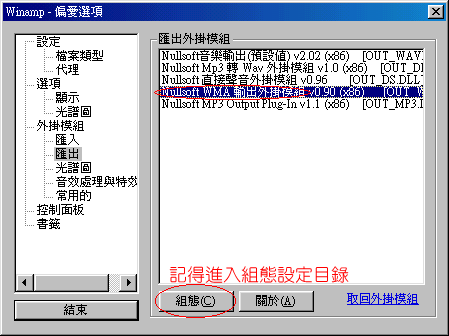 Winamp - 偏愛選項
設定
檔案類型
代理
選項
顯示
光譜圖
外掛模組
匯入
匯出
光譜圖
音效處理與特效
常用的
控制面板
書籤
結束
匯出外掛模組
Nullsoft音樂輸出(預設值) v2.02 (x86) [OUT_WAV
Nullsoft Mp3 轉 Wav 外掛模組 v1.0 (x86) [OUT_
Nullsoft 直接聲音外掛模組 v0.96 [OUT_DS.DLL
Nullsoft WMA 輸出外掛模組 v0.90 (x86) [OUT_W
Nullsoft MP3 Output Plug-In v1.1 (x86) [OUT_MP3.I
記得進入組態設定目錄
組態(C)
關於(A)
取回外掛模組